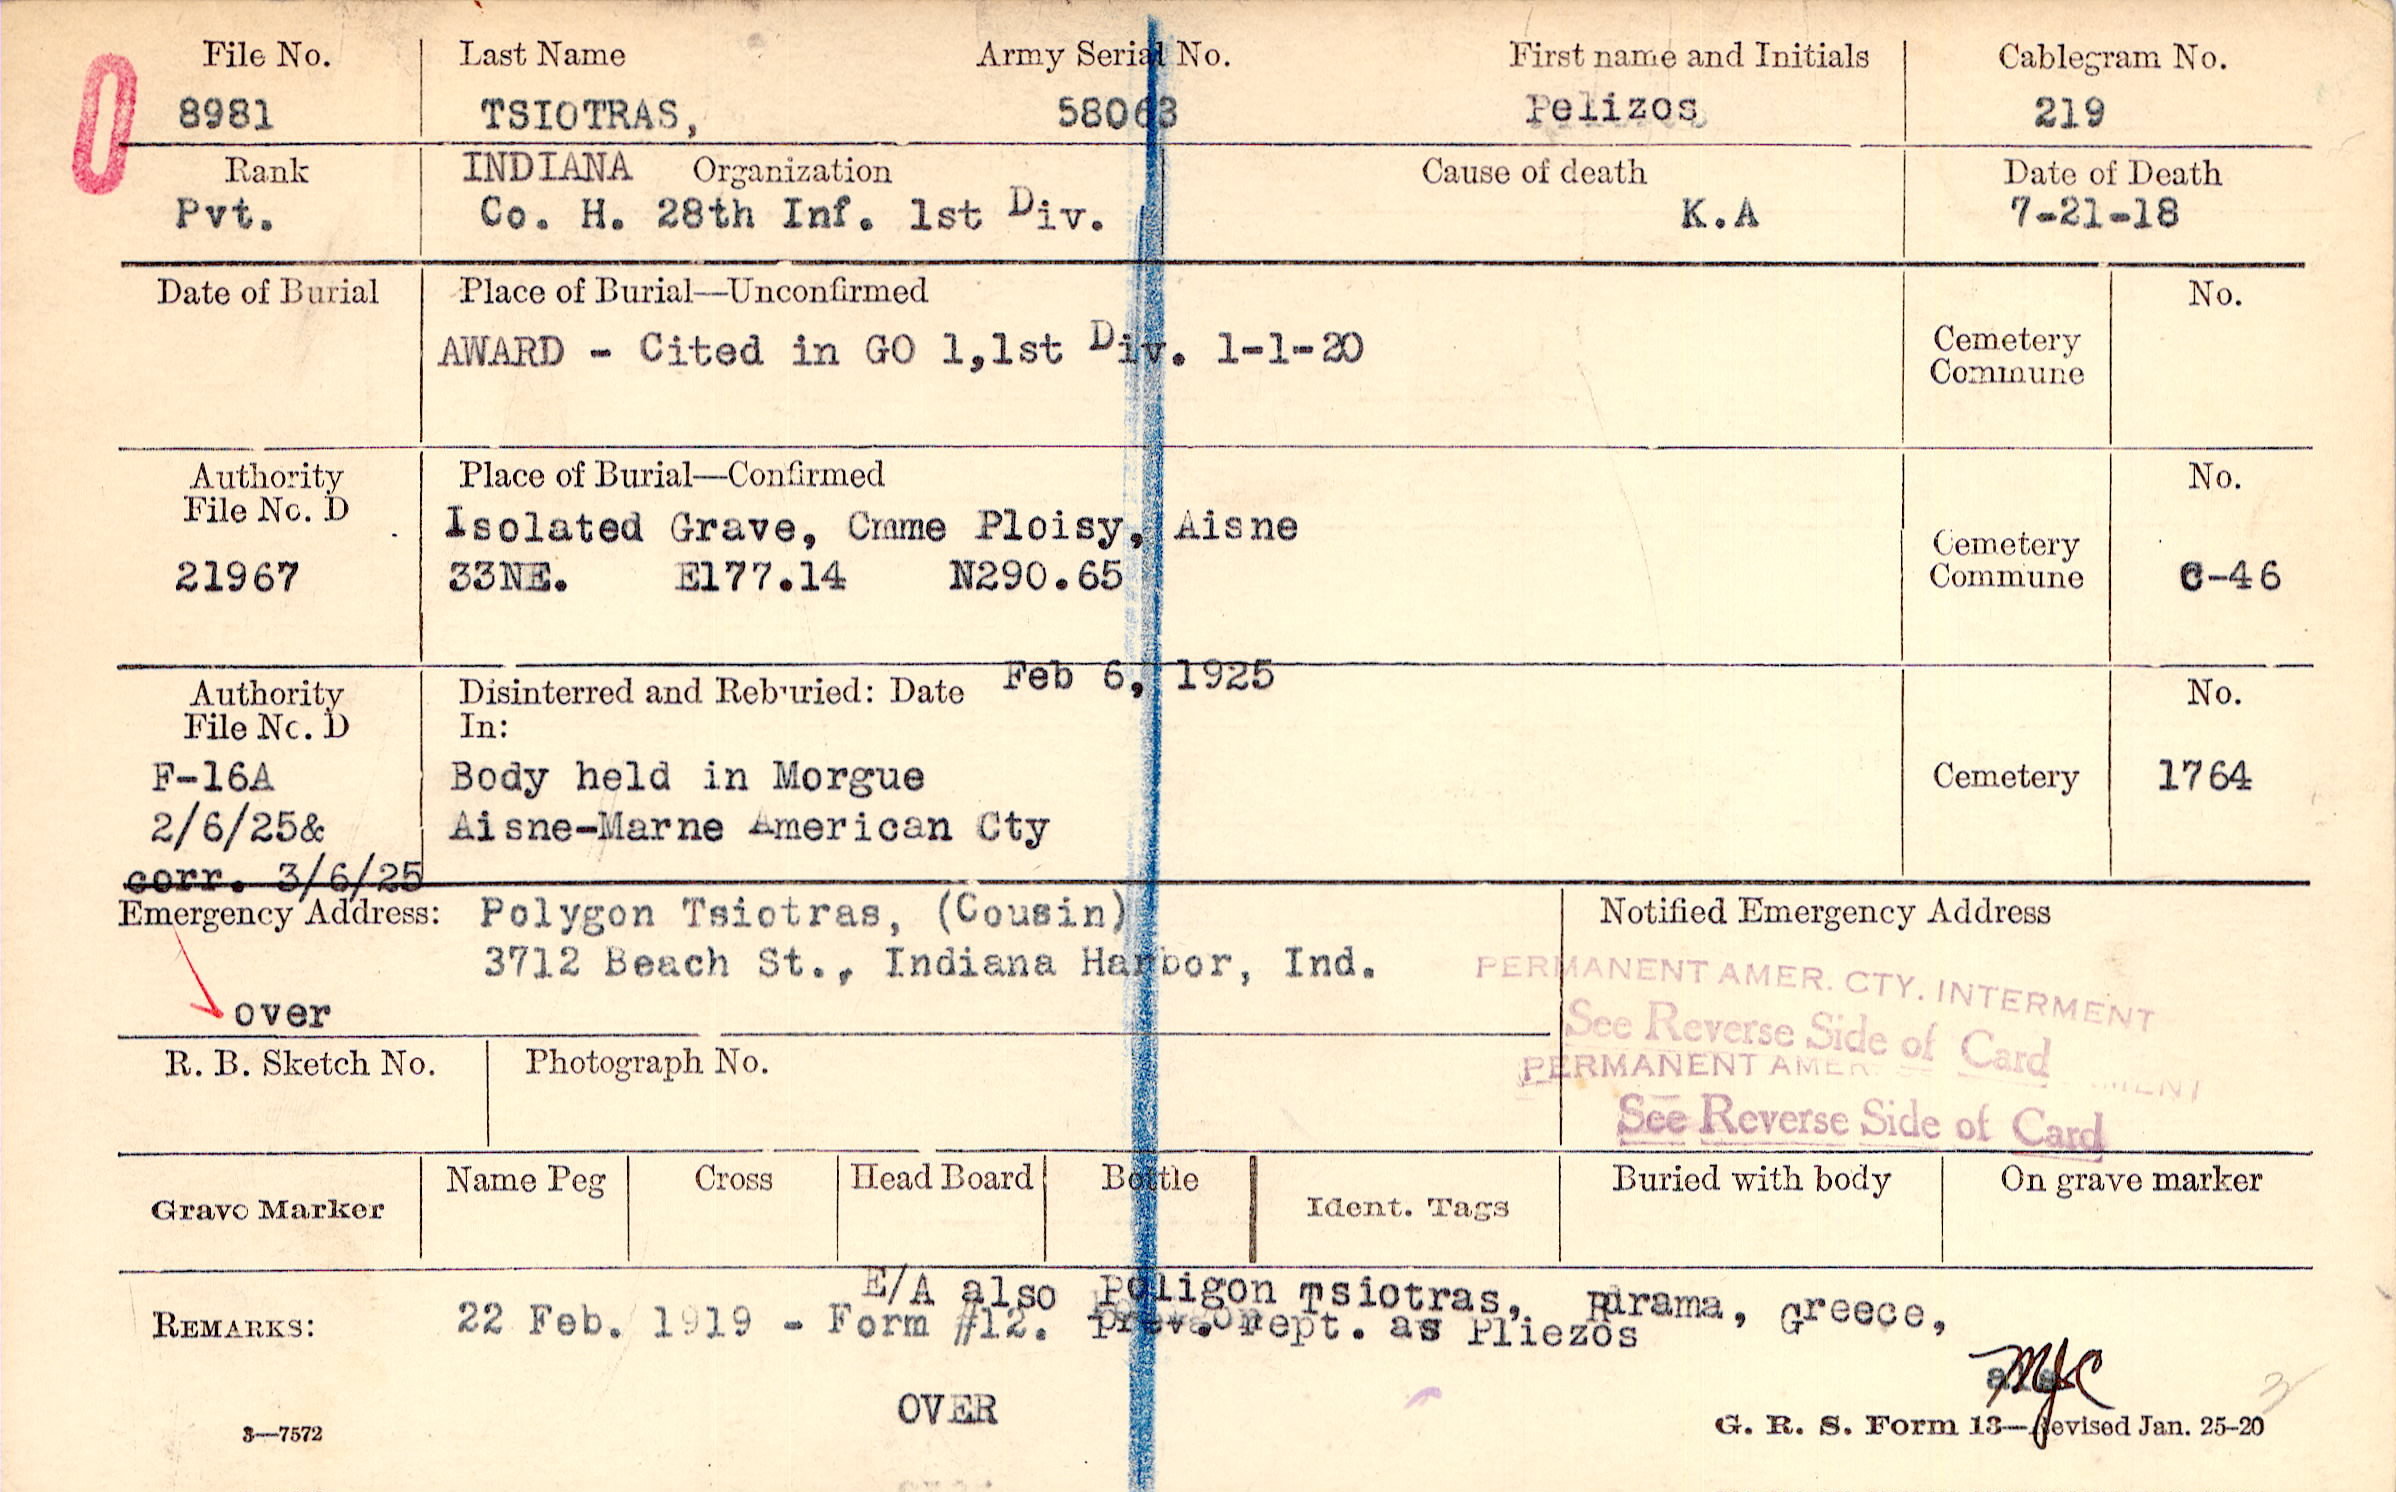 File No. Last Name Army Serial No. First name and Initials Cablegram No.
8981 TSIOTRAS, 58063 Pelizos 219
Rank INDIANA Organization Cause of death Date of Death
Pvt. Co. H. 28th Inf. 1st Div. K.A 7-21-18
Date of Burial Place of Burial—Unconfirmed No.
AWARD - Cited in GO 1,1st Div. 1-1-20
Cemetery
Commune
Authority Place of Burial—Confirmed No.
File No. D
Isolated Grave, Cmme Ploisy, Aisne
Cemetery
21967 33NE. E177.14 N290.65 Commune C-46
Authority Disinterred and Reburied: Date Feb 6, 1925 No.
File No. D In:
F-16A Body held in Morgue Cemetery 1764
2/6/25& Aisne-Marne American Cty
corr. 3/6/25
Emergency Address: Polygon Tsiotras, (Cousin) Notified Emergency Address
3712 Beach St., Indiana Harbor, Ind.
PERMANENT AMER. CTY. INTERMENT
over
See Reverse Side of Card
R. B. Sketch No. Photograph No.
PERMANENT AMER. MENT
See Reverse Side of Card
Grave Marker Name Peg Cross Head Board Bottle Ident. Tags Buried with body On grave marker
E/A also Poligon Tsiotras, Greece,
REMARKS: 22 Feb. 1919 - Form #12. Prev. rept. as Pliezos
MJC
OVER
3—7572
G. R. S. Form 13—Revised Jan. 25-20